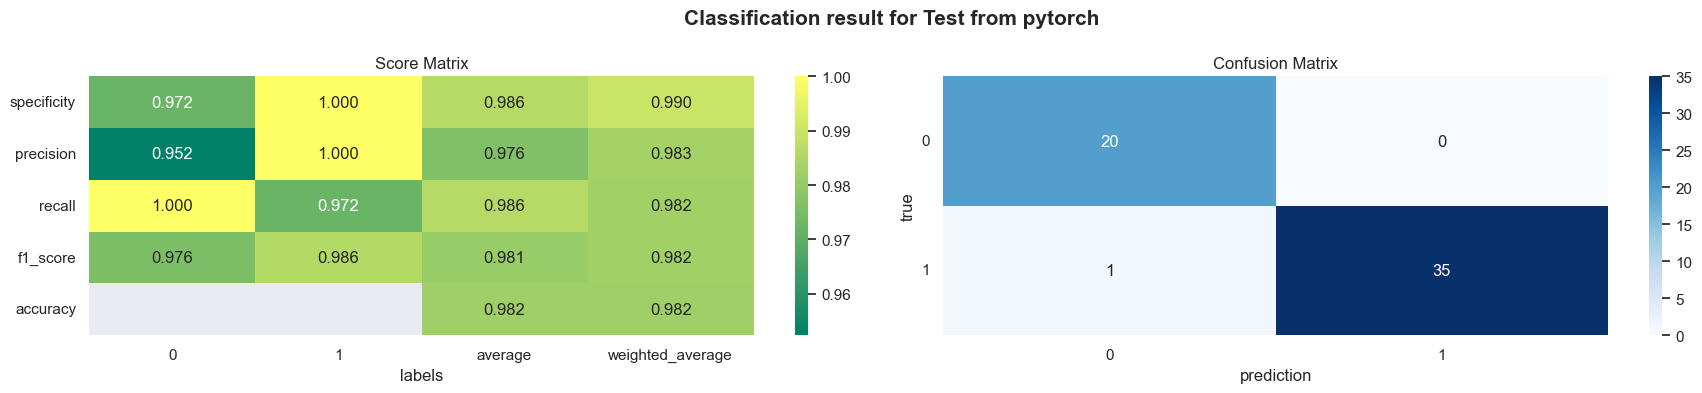 Classification result for Test from pytorch
Score Matrix
specificity 0.972 1.000 0.986 0.990
precision 0.952 1.000 0.976 0.983
recall 1.000 0.972 0.986 0.982
f1_score 0.976 0.986 0.981 0.982
accuracy 0.982 0.982
0 1 average weighted_average
labels
1.00
0.99
0.98
0.97
0.96
Confusion Matrix
true
0 20 0
1 1 35
0 1
prediction
35
30
25
20
15
10
5
0